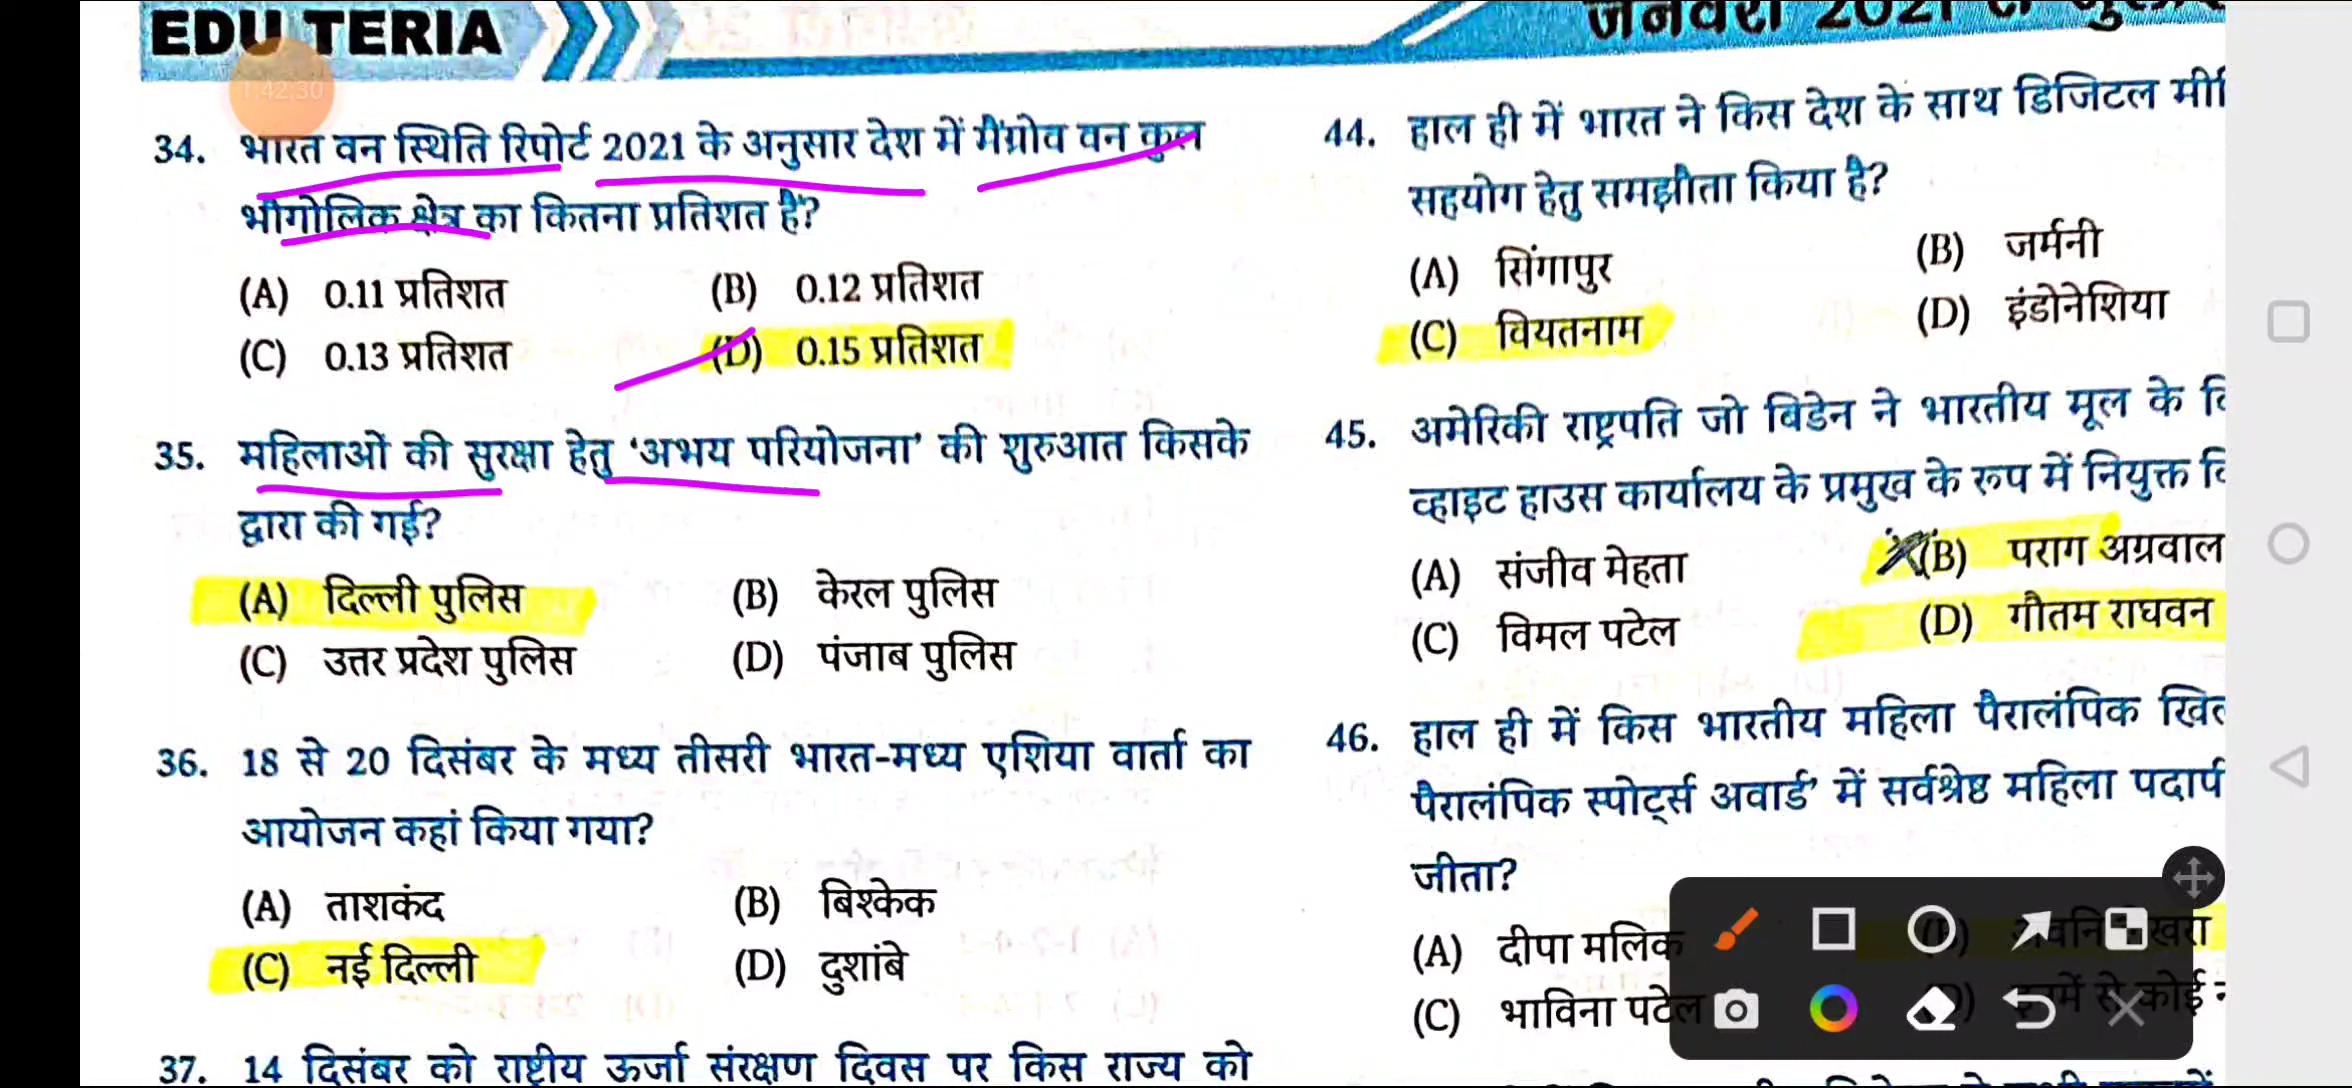 EDU TERIA
जनवरी 2021 से
1:42:30
34. भारत वन स्थिति रिपोर्ट 2021 के अनुसार देश में मैंग्रोव वन कुल
भौगोलिक क्षेत्र का कितना प्रतिशत हैं?
(A) 0.11 प्रतिशत (B) 0.12 प्रतिशत
(C) 0.13 प्रतिशत (D) 0.15 प्रतिशत
35. महिलाओं की सुरक्षा हेतु 'अभय परियोजना' की शुरुआत किसके
द्वारा की गई?
(A) दिल्ली पुलिस (B) केरल पुलिस
(C) उत्तर प्रदेश पुलिस (D) पंजाब पुलिस
36. 18 से 20 दिसंबर के मध्य तीसरी भारत-मध्य एशिया वार्ता का
आयोजन कहां किया गया?
(A) ताशकंद (B) बिश्केक
(C) नई दिल्ली (D) दुशांबे
37. 14 दिसंबर को राष्ट्रीय ऊर्जा संरक्षण दिवस पर किस राज्य को
44. हाल ही में भारत ने किस देश के साथ डिजिटल
सहयोग हेतु समझौता किया है?
(A) सिंगापुर (B) जर्मनी
(C) वियतनाम (D) इंडोनेशिया
45. अमेरिकी राष्ट्रपति जो बिडेन ने भारतीय मूल के
व्हाइट हाउस कार्यालय के प्रमुख के रूप में नियुक्त
(A) संजीव मेहता (B) पराग अग्रवाल
(C) विमल पटेल (D) गौतम राघवन
46. हाल ही में किस भारतीय महिला पैरालंपिक
पैरालंपिक स्पोर्ट्स अवार्ड' में सर्वश्रेष्ठ महिला
जीता?
(A) दीपा मलिक
(C) भाविना पटेल (D) इनमें से कोई